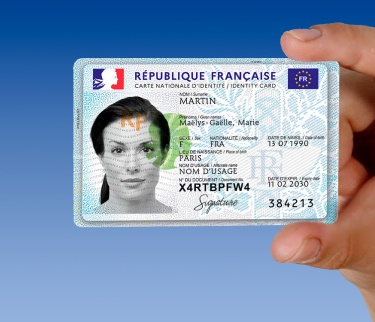 RÉPUBLIQUE FRANÇAISE
FR
CARTE NATIONALE D'IDENTITÉ / IDENTITY CARD
NOM / Surname
MARTIN
Prénoms / Given names
Maëlys-Gaëlle, Marie
SEXE / Sex NATIONALITÉ / Nationality DATE DE NAISS. / Date of birth
F FRA 13 07 1990
LIEU DE NAISSANCE / Place of birth
PARIS
NOM D'USAGE / Alternate name
NOM D'USAGE
N° DU DOCUMENT / Document No DATE D'EXPIR. / Expiry date
X4RTBPFW4 11 02 2030
Signature 384213
RF